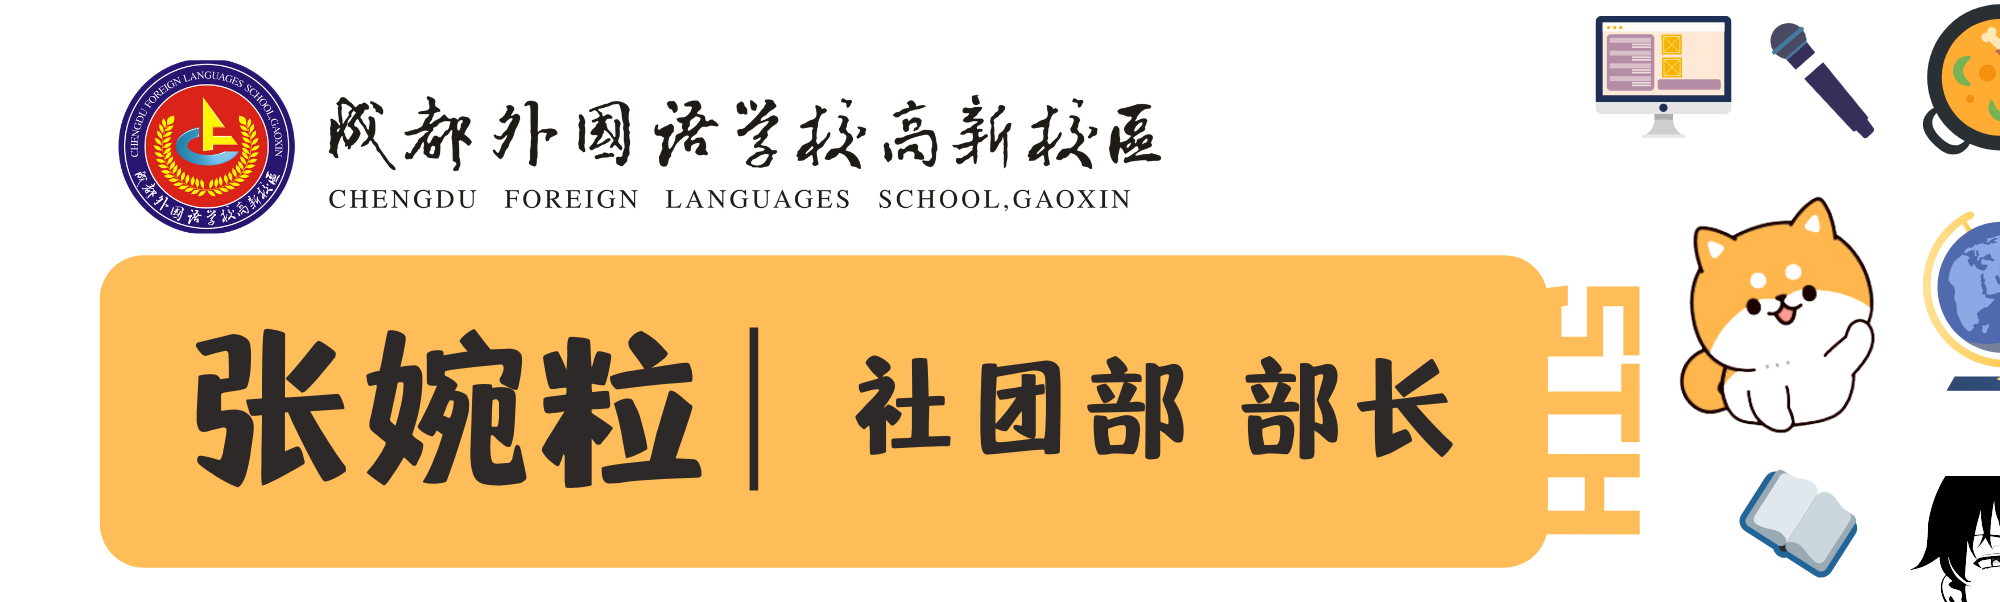 成都外国语学校高新校區
CHENGDU FOREIGN LANGUAGES SCHOOL,GAOXIN
CHENGDU FOREIGN LANGUAGES SCHOOL,GAOXIN
成都外国语学校高新校區
张婉粒 社团部 部长
5TH